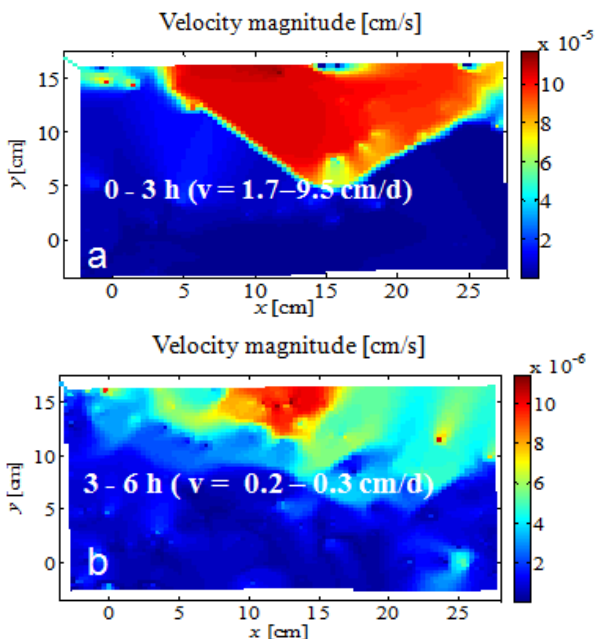 Velocity magnitude [cm/s]
x 10-5
15
10
5
0
y [cm]
0 - 3 h (v = 1.7–9.5 cm/d)
a
10
8
6
4
2
0 5 10 15 20 25
x [cm]
Velocity magnitude [cm/s]
x 10-6
15
10
5
0
y [cm]
3 - 6 h ( v = 0.2 – 0.3 cm/d)
b
10
8
6
4
2
0 5 10 15 20 25
x [cm]